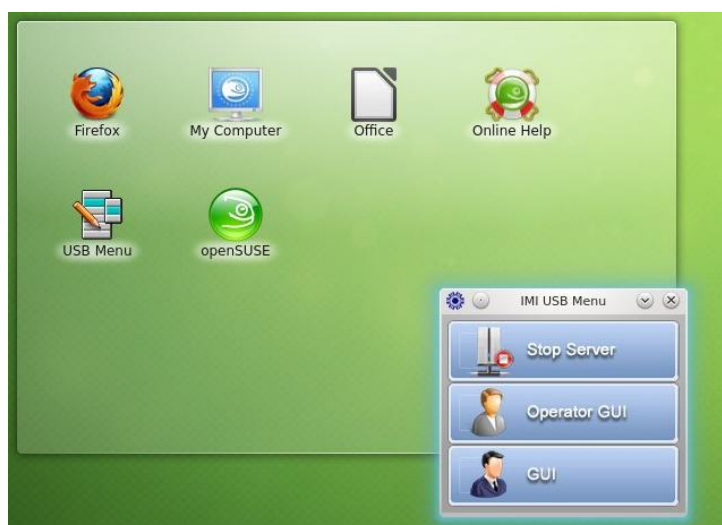 Firefox
My Computer
Office
Online Help
USB Menu
openSUSE
IMI USB Menu
Stop Server
Operator GUI
GUI